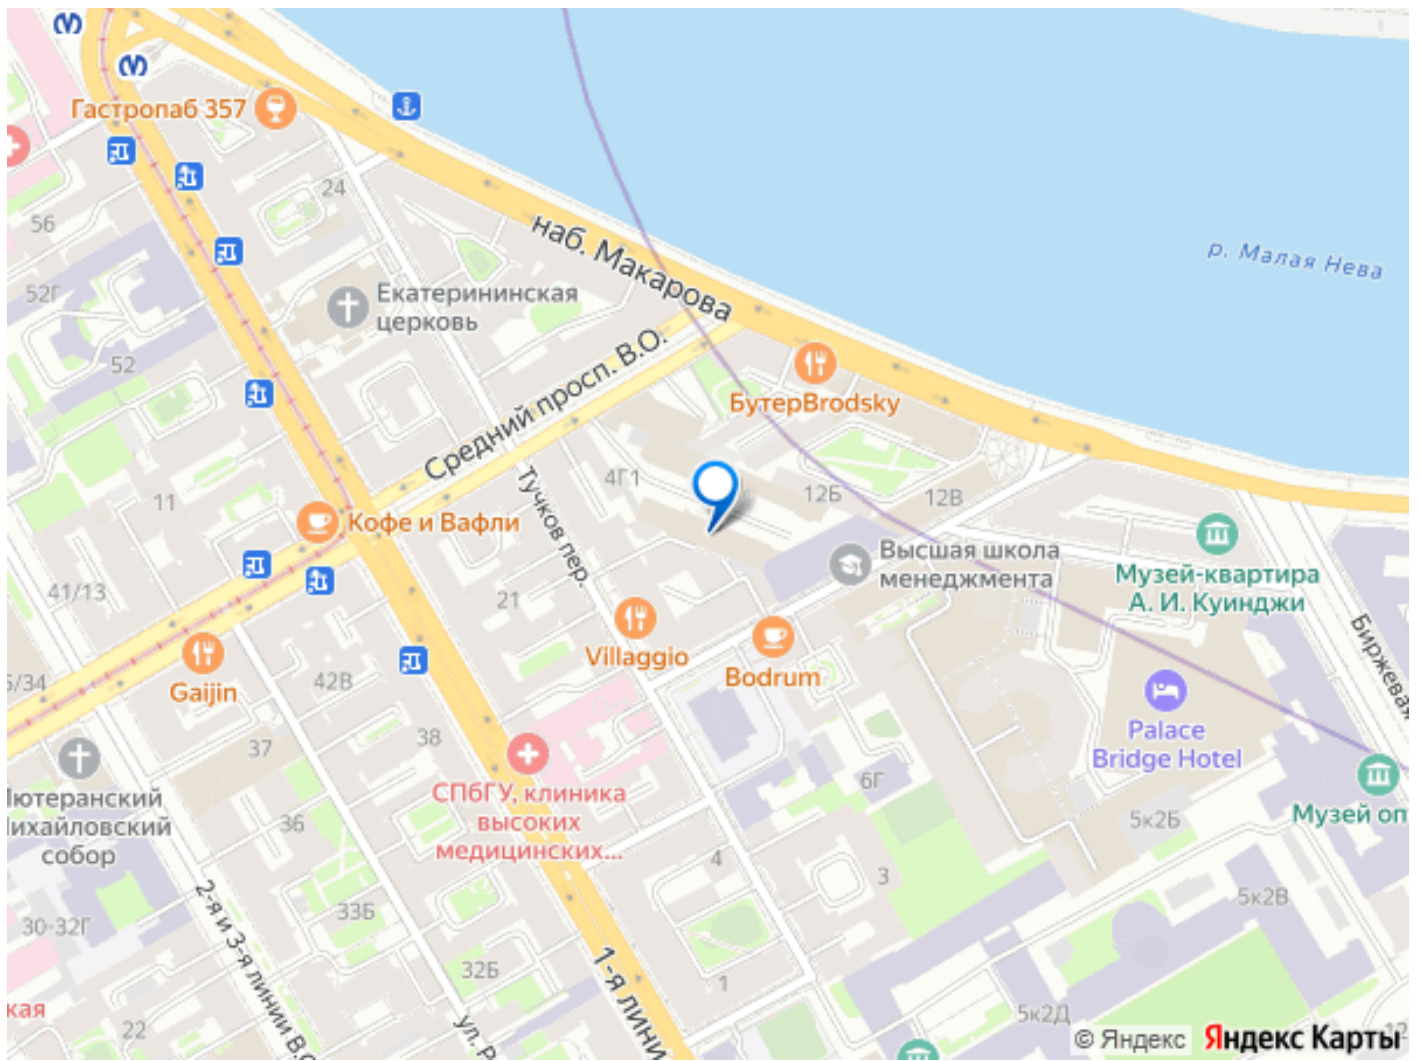 Гастропаб 357
24
56
наб. Макарова
р. Малая Нева
52Г
Екатерининская
церковь
52
Средний просп. В.О.
БутерBrodsky
11
Тучков пер.
4Г1
12Б
12В
Кофе и Вафли
Высшая школа
менеджмента
Музей-квартира
А. И. Куинджи
41/13
21
Villaggio
Bodrum
Биржевая
5/34
Gaijin
42В
38
37
Palace
Bridge Hotel
СПбГУ, клиника
высоких
медицинских...
6Г
Лютеранский
Михайловский
собор
36
5к2Б
Музей опт
4
3
2-я и 3-я линии В.О
33Б
5к2В
30-32Г
32Б
1-я лини
1
кая
22
ул. Р
5к2Д
12
© Яндекс Яндекс Карты